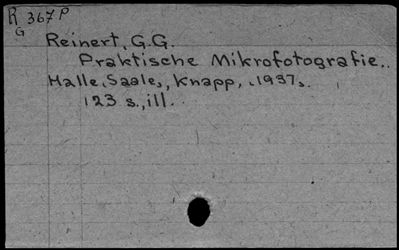 R 367 P
G
Reinert, G.G.
Praktische Mikrofotografie..
Halle, Saale,, Knapp, .1937,.
123 s., ill.